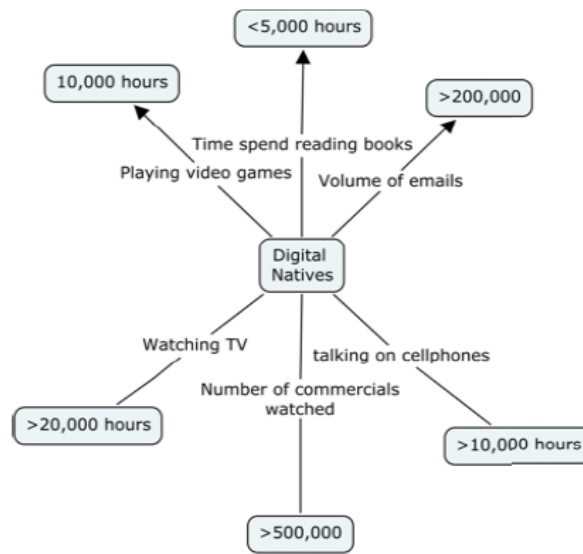 <5,000 hours
10,000 hours
>200,000
Time spend reading books
Playing video games
Volume of emails
Digital
Natives
Watching TV
talking on cellphones
Number of commercials
watched
>20,000 hours
>10,000 hours
>500,000